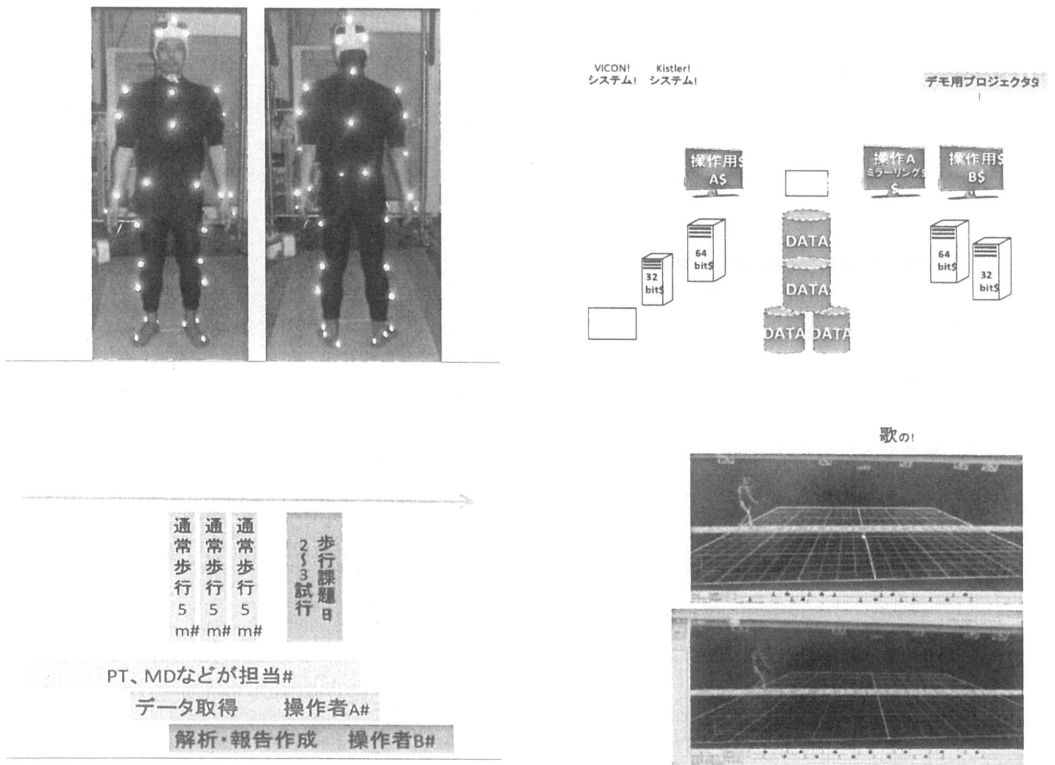 VICON!
システム!
Kistler!
システム!
デモ用プロジェクタ$
!
操作用$
A$
操作A
ミラーリング$
$
操作用$
B$
DATA$
DATA$
DATA
DATA
64
bit$
32
bit$
64
bit$
32
bit$
歌の!
通常歩行5m#
通常歩行5m#
通常歩行5m#
歩行課題B
2~3試行
PT、MDなどが担当#
データ取得 操作者A#
解析・報告作成 操作者B#